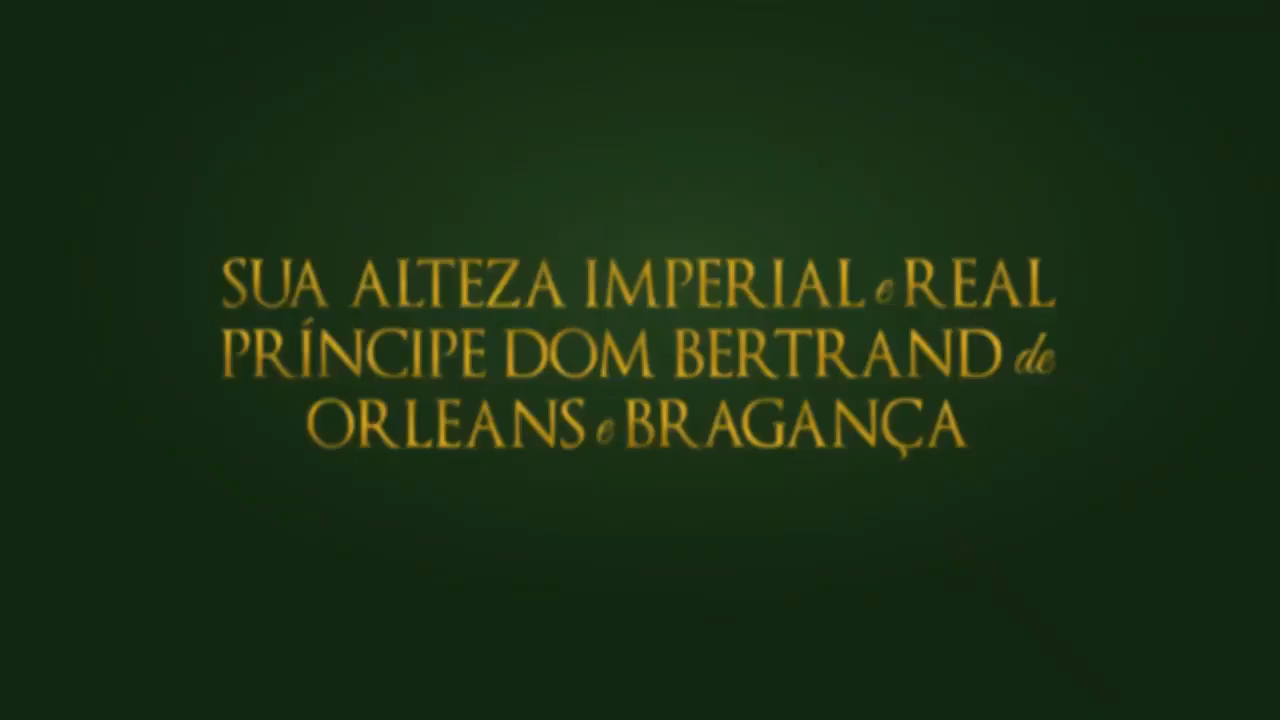 SUA ALTEZA IMPERIAL e REAL
PRÍNCIPE DOM BERTRAND de
ORLEANS e BRAGANÇA